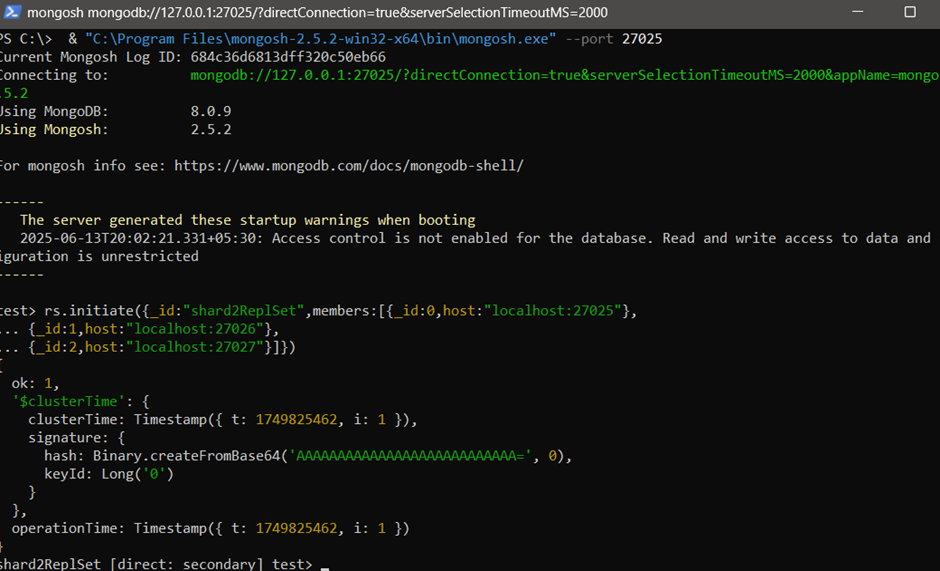 mongosh mongodb://127.0.0.1:27025/?directConnection=true&serverSelectionTimeoutMS=2000
PS C:\> & "C:\Program Files\mongosh-2.5.2-win32-x64\bin\mongosh.exe" --port 27025
Current Mongosh Log ID: 684c36d6813dff320c50eb66
Connecting to: mongodb://127.0.0.1:27025/?directConnection=true&serverSelectionTimeoutMS=2000&appName=mongo
.5.2
Using MongoDB: 8.0.9
Using Mongosh: 2.5.2
For mongosh info see: https://www.mongodb.com/docs/mongodb-shell/
------
The server generated these startup warnings when booting
2025-06-13T20:02:21.331+05:30: Access control is not enabled for the database. Read and write access to data and
iguration is unrestricted
------
test> rs.initiate({_id:"shard2ReplSet",members:[{_id:0,host:"localhost:27025"},
... {_id:1,host:"localhost:27026"},
... {_id:2,host:"localhost:27027"}]})
{
ok: 1,
'$clusterTime': {
clusterTime: Timestamp({ t: 1749825462, i: 1 }),
signature: {
hash: Binary.createFromBase64('AAAAAAAAAAAAAAAAAAAAAAAAAAA=', 0),
keyId: Long('0')
}
},
operationTime: Timestamp({ t: 1749825462, i: 1 })
}
shard2ReplSet [direct: secondary] test>